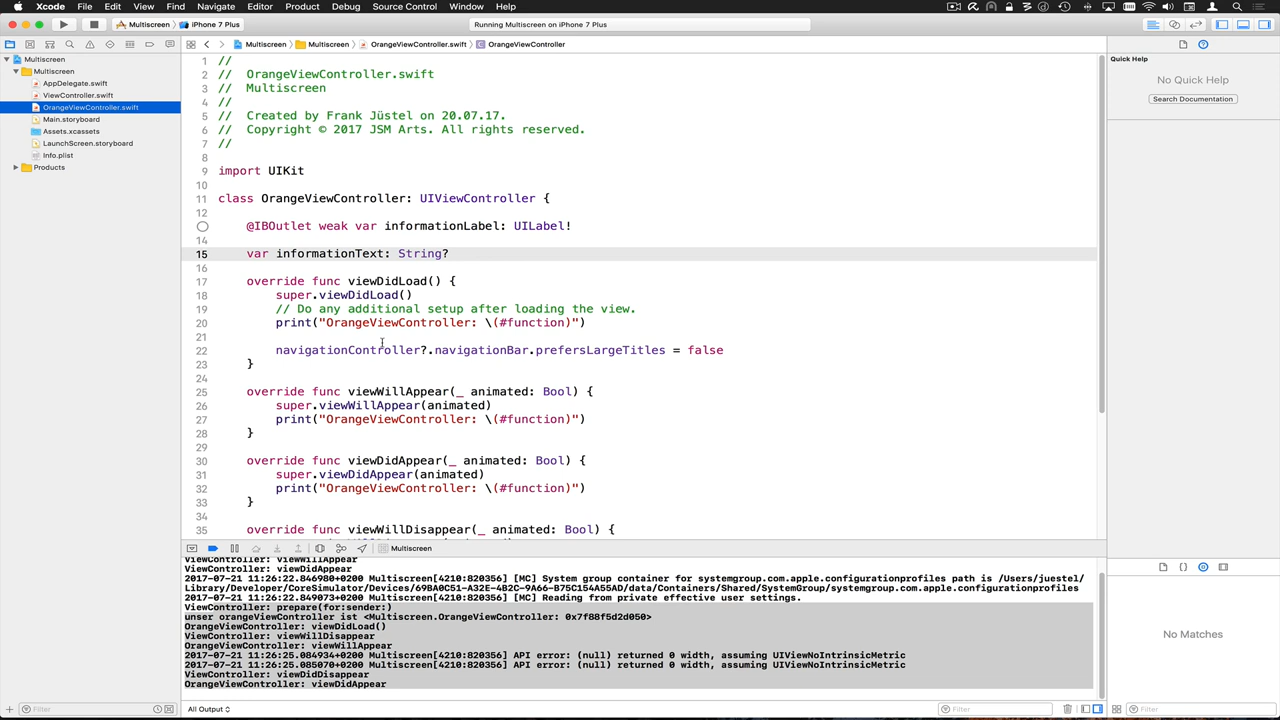 Xcode File Edit View Find Navigate Editor Product Debug Source Control Window Help
Multiscreen iPhone 7 Plus Running Multiscreen on iPhone 7 Plus
Multiscreen Multiscreen OrangeViewController.swift C OrangeViewController
Multiscreen
Multiscreen
AppDelegate.swift
ViewController.swift
OrangeViewController.swift
Main.storyboard
Assets.xcassets
LaunchScreen.storyboard
Info.plist
Products
Filter
1 //
2 // OrangeViewController.swift
3 // Multiscreen
4 //
5 // Created by Frank Jüstel on 20.07.17.
6 // Copyright © 2017 JSM Arts. All rights reserved.
7 //
8
9 import UIKit
10
11 class OrangeViewController: UIViewController {
12
@IBOutlet weak var informationLabel: UILabel!
14
15 var informationText: String?
16
17 override func viewDidLoad() {
18 super.viewDidLoad()
19 // Do any additional setup after loading the view.
20 print("OrangeViewController: \(#function)")
21
22 navigationController?.navigationBar.prefersLargeTitles = false
23 }
24
25 override func viewWillAppear(_ animated: Bool) {
26 super.viewWillAppear(animated)
27 print("OrangeViewController: \(#function)")
28 }
29
30 override func viewDidAppear(_ animated: Bool) {
31 super.viewDidAppear(animated)
32 print("OrangeViewController: \(#function)")
33 }
34
35 override func viewWillDisappear(_ animated: Bool) {
Multiscreen
ViewController: viewWillAppear
ViewController: viewDidAppear
2017-07-21 11:26:22.846980+0200 Multiscreen[4210:820356] [MC] System group container for systemgroup.com.apple.configurationprofiles path is /Users/juestel/
Library/Developer/CoreSimulator/Devices/69BA0C51-A32E-4B2C-9A66-B75C154A55AD/data/Containers/Shared/SystemGroup/systemgroup.com.apple.configurationprofiles
2017-07-21 11:26:22.849073+0200 Multiscreen[4210:820356] [MC] Reading from private effective user settings.
ViewController: prepare(for:sender:)
unser orangeViewController ist <Multiscreen.OrangeViewController: 0x7f88f5d2d050>
OrangeViewController: viewDidLoad()
ViewController: viewWillDisappear
OrangeViewController: viewWillAppear
2017-07-21 11:26:25.084934+0200 Multiscreen[4210:820356] API error: (null) returned 0 width, assuming UIViewNoIntrinsicMetric
2017-07-21 11:26:25.085070+0200 Multiscreen[4210:820356] API error: (null) returned 0 width, assuming UIViewNoIntrinsicMetric
ViewController: viewDidDisappear
OrangeViewController: viewDidAppear
All Output
Filter
Quick Help
No Quick Help
Search Documentation
No Matches
Filter